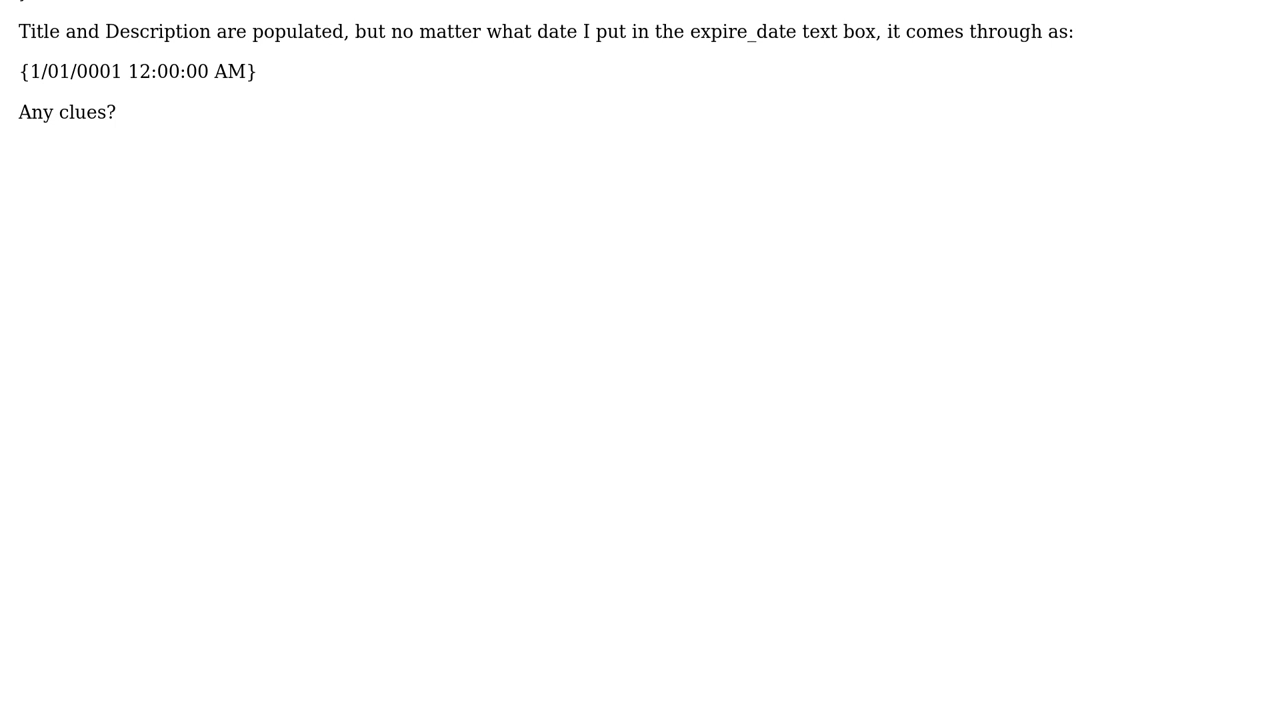 Title and Description are populated, but no matter what date I put in the expire_date text box, it comes through as:
{1/01/0001 12:00:00 AM}
Any clues?